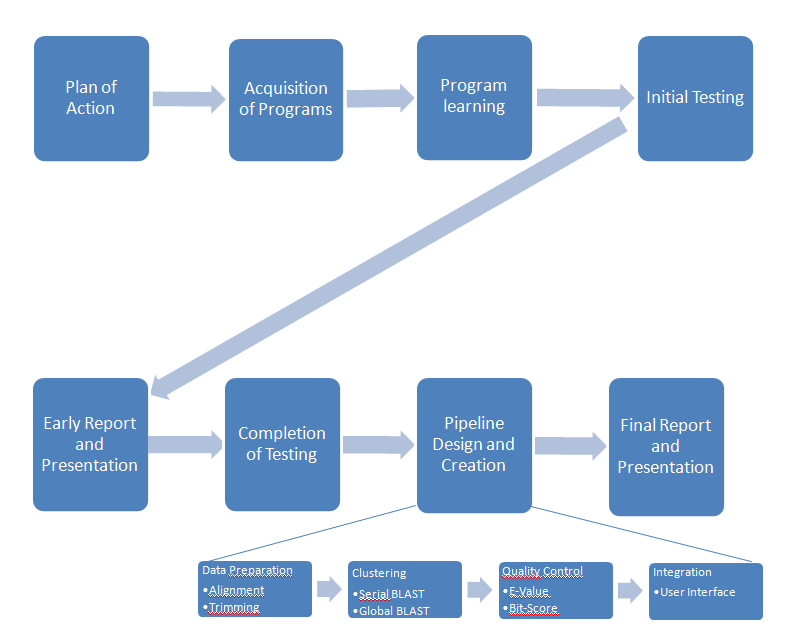 Plan of
Action
Acquisition
of Programs
Program
learning
Initial Testing
Early Report
and
Presentation
Completion
of Testing
Pipeline
Design and
Creation
Final Report
and
Presentation
Data Preparation
•Alignment
•Trimming
Clustering
•Serial BLAST
•Global BLAST
Quality Control
•E-Value
•Bit-Score
Integration
•User Interface